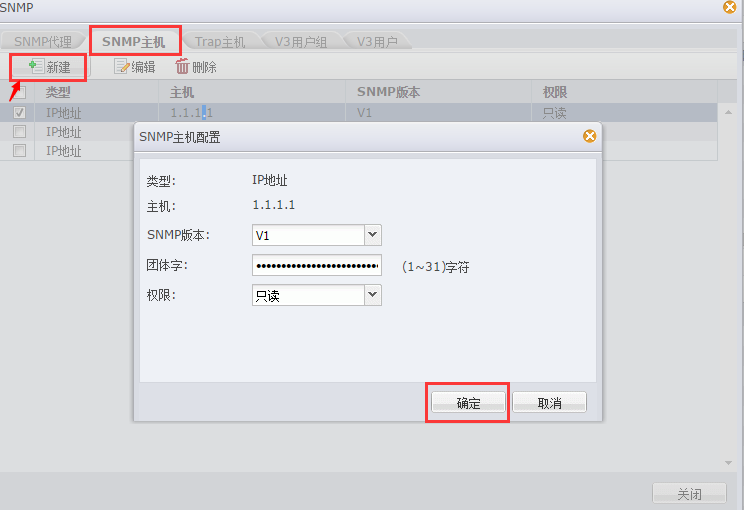 SNMP
SNMP代理 SNMP主机 Trap主机 V3用户组 V3用户
新建 编辑 删除
类型 主机 SNMP版本 权限
IP地址 1.1.1.1 V1 只读
IP地址
IP地址
SNMP主机配置
类型: IP地址
主机: 1.1.1.1
SNMP版本: V1
团体字: •••••••••••••••••••••••• (1~31)字符
权限: 只读
确定 取消
关闭